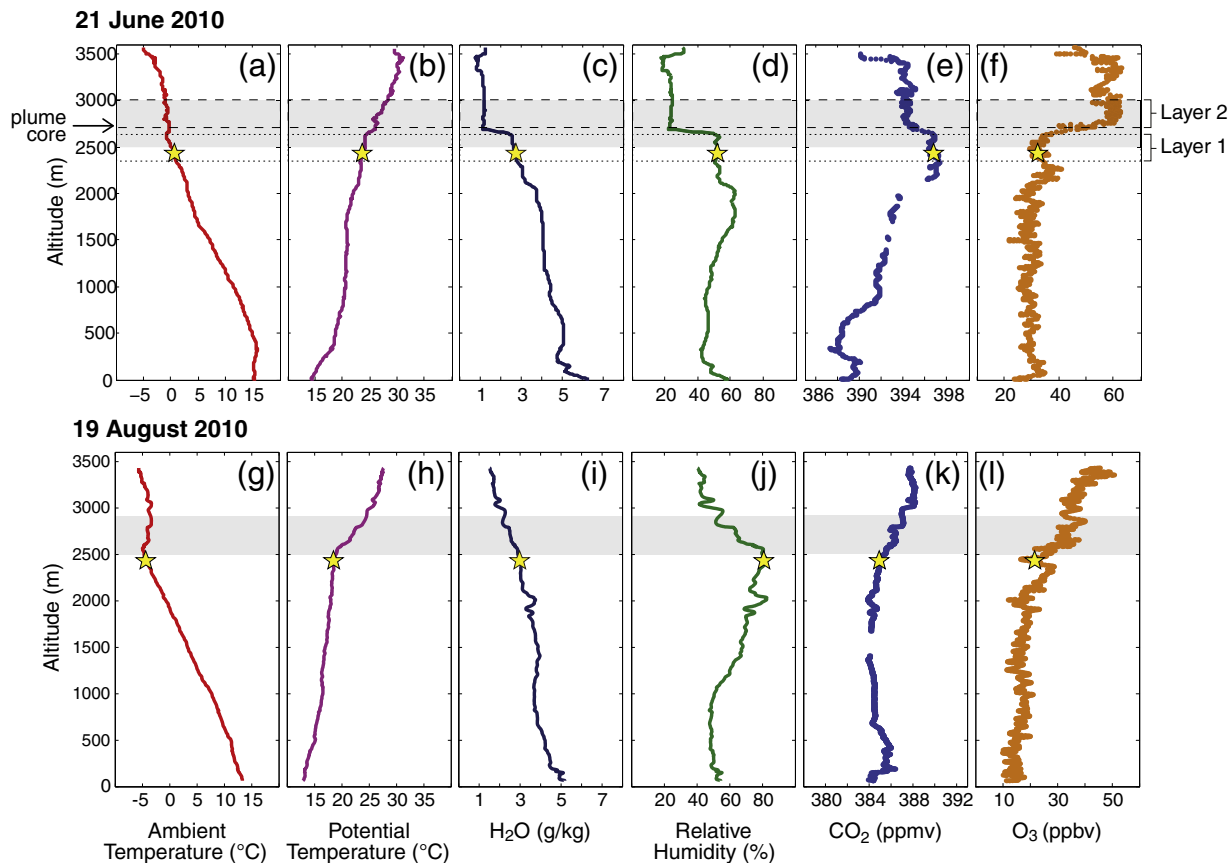 21 June 2010
(a) (b) (c) (d) (e) (f)
3500
3000
2500
2000
1500
1000
500
0
Altitude (m)
plume
core
Layer 2
Layer 1
−5 0 5 10 15
15 20 25 30 35
1 3 5 7
0 20 40 60 80
386 390 394 398
20 40 60
19 August 2010
(g) (h) (i) (j) (k) (l)
3500
3000
2500
2000
1500
1000
500
0
Altitude (m)
-5 0 5 10 15
15 20 25 30 35
1 3 5 7
0 20 40 60 80
380 384 388 392
10 30 50
Ambient
Temperature (°C)
Potential
Temperature (°C)
H₂O (g/kg)
Relative
Humidity (%)
CO₂ (ppmv)
O₃ (ppbv)